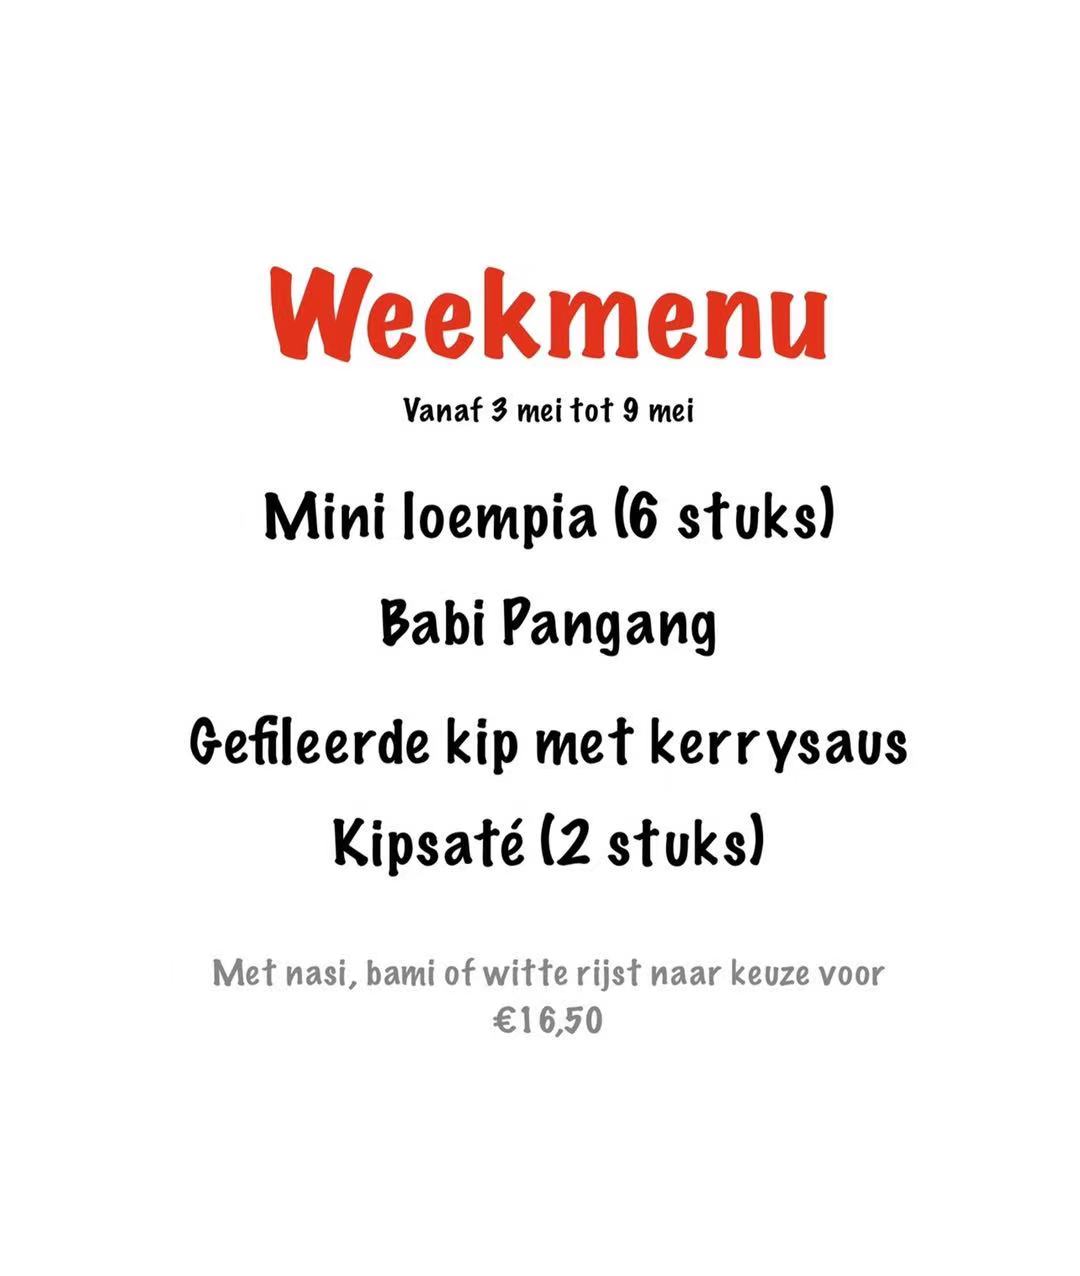 Weekmenu
Vanaf 3 mei tot 9 mei
Mini loempia (6 stuks)
Babi Pangang
Gefileerde kip met kerrysaus
Kipsaté (2 stuks)
Met nasi, bami of witte rijst naar keuze voor
€16,50